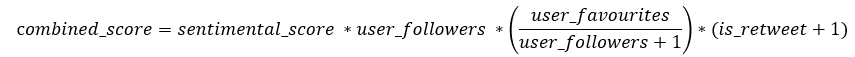 combined_score = sentimental_score * user_followers * (user_favourites / user_followers + 1) * (is_retweet + 1)